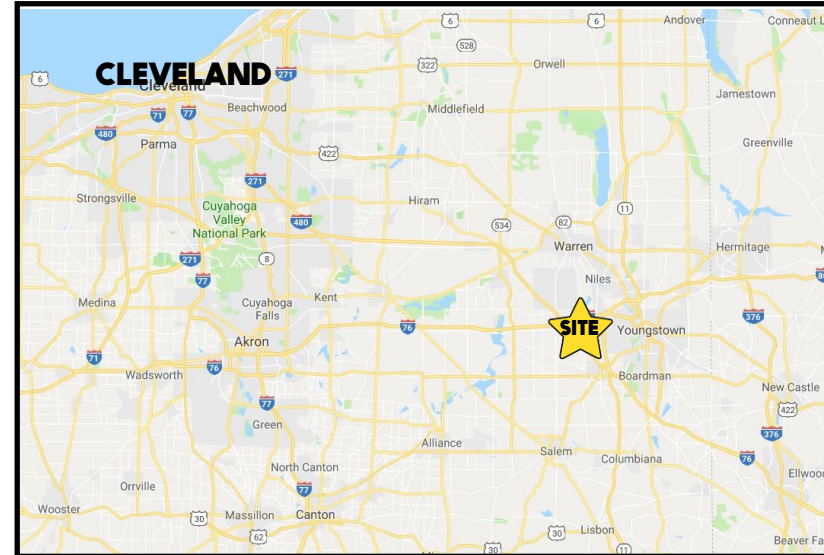 6
6
Andover
Conneaut L
528
322
Orwell
CLEVELAND
271
6
Cleveland
Jamestown
Beachwood
Middlefield
71
77
480
Parma
Greenville
422
271
Strongsville
Cuyahoga
Valley
National Park
Hiram
11
480
534
82
Warren
Hermitage
271
8
77
Niles
80
Medina
Cuyahoga
Falls
Kent
376
76
SITE
Youngstown
Akron
71
76
Wadsworth
Boardman
New Castle
77
422
Green
376
Alliance
Salem
Columbiana
76
North Canton
Ellwood
Orrville
77
Wooster
30
Massillon
Canton
62
30
Lisbon
30
11
Beaver Fa